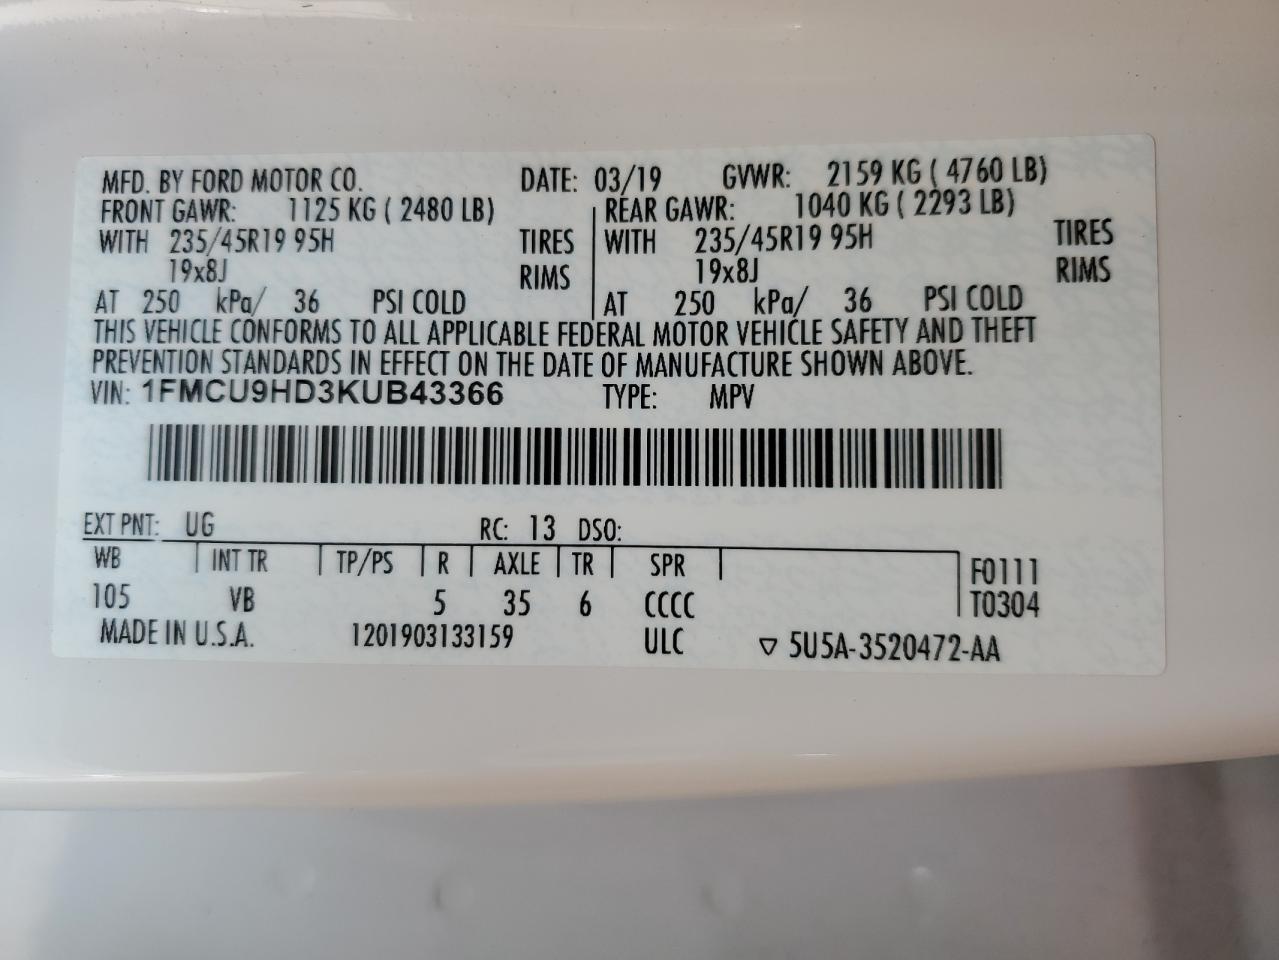 MFD. BY FORD MOTOR CO. DATE: 03/19 GVWR: 2159 KG ( 4760 LB)
FRONT GAWR: 1125 KG ( 2480 LB) REAR GAWR: 1040 KG ( 2293 LB)
WITH 235/45R19 95H TIRES WITH 235/45R19 95H TIRES
19x8J RIMS 19x8J RIMS
AT 250 kPa/ 36 PSI COLD AT 250 kPa/ 36 PSI COLD
THIS VEHICLE CONFORMS TO ALL APPLICABLE FEDERAL MOTOR VEHICLE SAFETY AND THEFT
PREVENTION STANDARDS IN EFFECT ON THE DATE OF MANUFACTURE SHOWN ABOVE.
VIN: 1FMCU9HD3KUB43366 TYPE: MPV
EXT PNT: UG RC: 13 DSO:
WB INT TR TP/PS R AXLE TR SPR F0111
105 VB 5 35 6 CCCC T0304
MADE IN U.S.A. 1201903133159 ULC ▽ 5U5A-3520472-AA